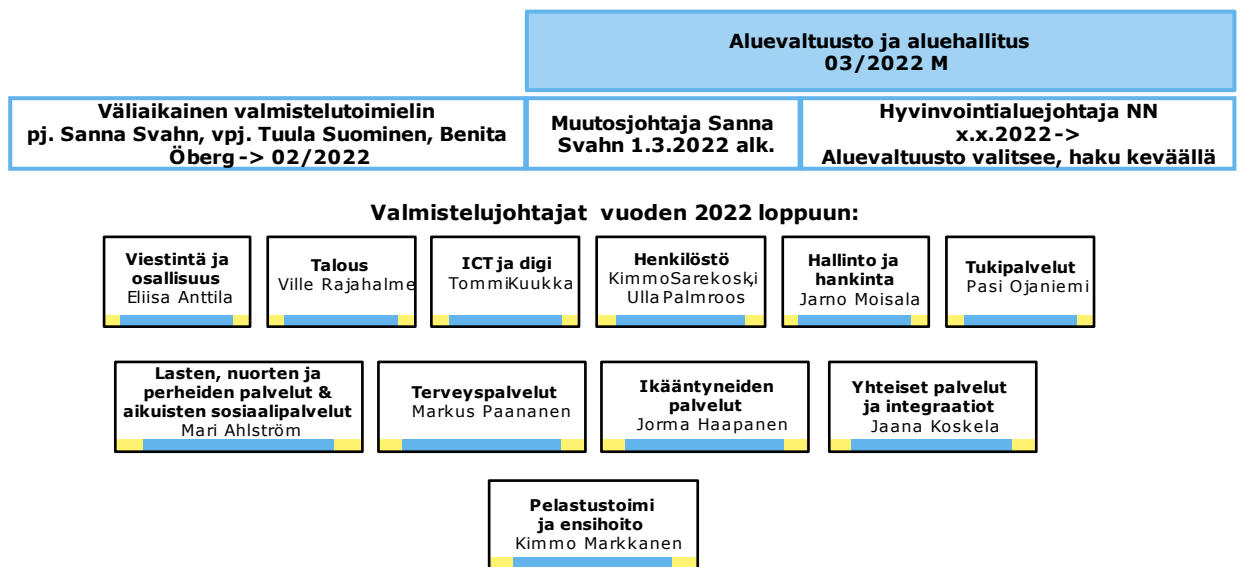 Aluevaltuusto ja aluehallitus
03/2022 M
Väliaikainen valmistelutoimielin
pj. Sanna Svahn, vpj. Tuula Suominen, Benita
Öberg -> 02/2022
Muutosjohtaja Sanna
Svahn 1.3.2022 alk.
Hyvinvointialuejohtaja NN
x.x.2022->
Aluevaltuusto valitsee, haku keväällä
Valmistelujohtajat vuoden 2022 loppuun:
Viestintä ja
osallisuus
Eliisa Anttila
Talous
Ville Rajahalme
ICT ja digi
Tommi Kuukka
Henkilöstö
Kimmo Sarekoski,
Ulla Palmroos
Hallinto ja
hankinta
Jarno Moisala
Tukipalvelut
Pasi Ojaniemi
Lasten, nuorten ja
perheiden palvelut &
aikuisten sosiaalipalvelut
Mari Ahlström
Terveyspalvelut
Markus Paananen
Ikääntyneiden
palvelut
Jorma Haapanen
Yhteiset palvelut
ja integraatiot
Jaana Koskela
Pelastustoimi
ja ensihoito
Kimmo Markkanen